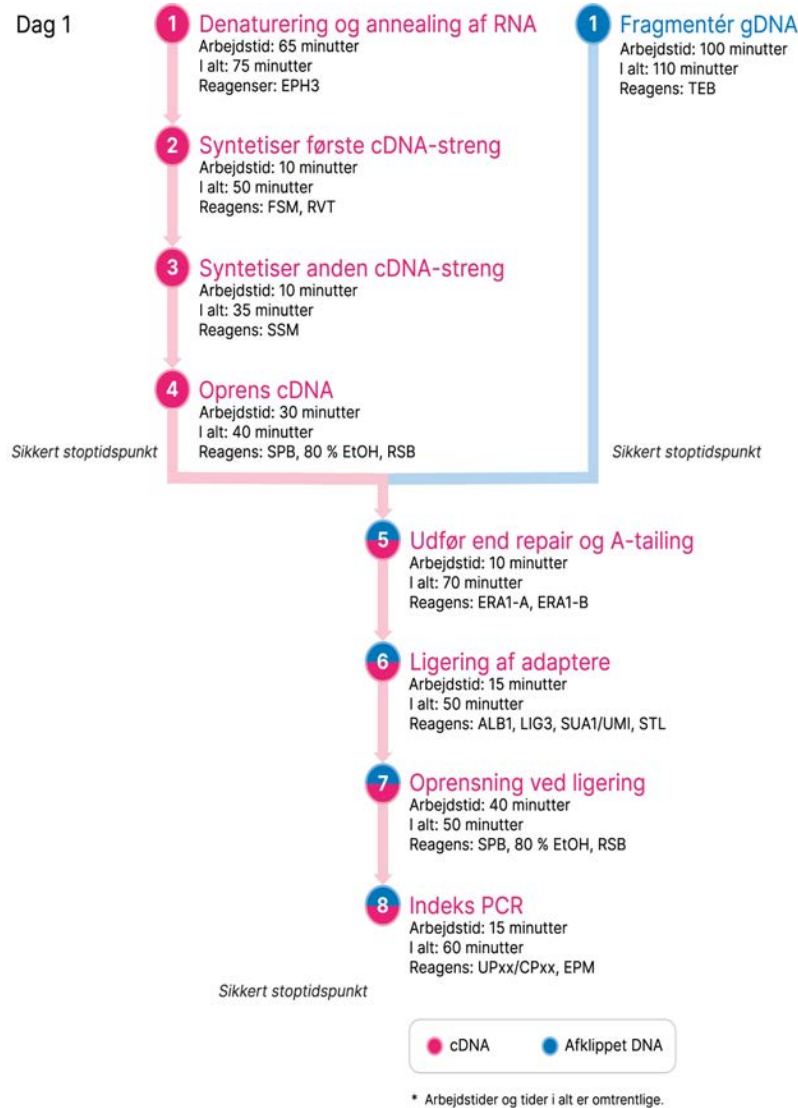 Dag 1
1 Denaturering og annealing af RNA
Arbejdstid: 65 minutter
I alt: 75 minutter
Reagenser: EPH3
1 Fragmentér gDNA
Arbejdstid: 100 minutter
I alt: 110 minutter
Reagens: TEB
2 Syntetiser første cDNA-streng
Arbejdstid: 10 minutter
I alt: 50 minutter
Reagens: FSM, RVT
3 Syntetiser anden cDNA-streng
Arbejdstid: 10 minutter
I alt: 35 minutter
Reagens: SSM
4 Oprens cDNA
Arbejdstid: 30 minutter
I alt: 40 minutter
Reagens: SPB, 80 % EtOH, RSB
Sikkert stoptidspunkt
Sikkert stoptidspunkt
5 Udfør end repair og A-tailing
Arbejdstid: 10 minutter
I alt: 70 minutter
Reagens: ERA1-A, ERA1-B
6 Ligering af adaptere
Arbejdstid: 15 minutter
I alt: 50 minutter
Reagens: ALB1, LIG3, SUA1/UMI, STL
7 Oprensning ved ligering
Arbejdstid: 40 minutter
I alt: 50 minutter
Reagens: SPB, 80 % EtOH, RSB
8 Indeks PCR
Arbejdstid: 15 minutter
I alt: 60 minutter
Reagens: UPxx/CPxx, EPM
Sikkert stoptidspunkt
cDNA
Afklippet DNA
* Arbejdstider og tider i alt er omtrentlige.